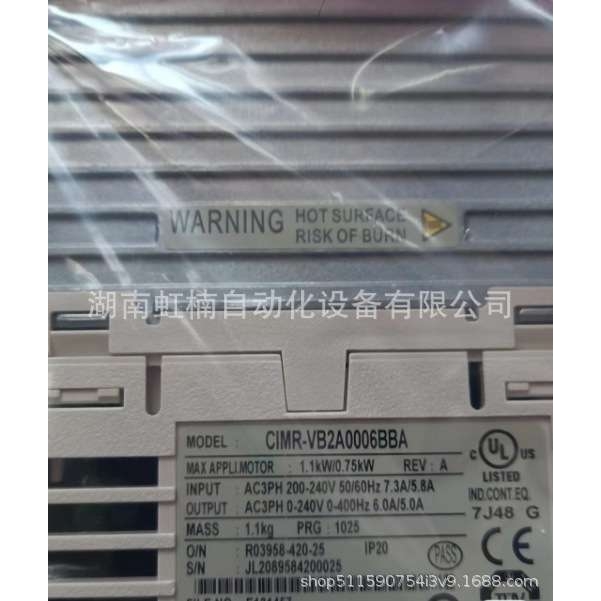 WARNING HOT SURFACE
RISK OF BURN
湖南虹楠自动化设备有限公司
MODEL : CIMR-VB2A0006BBA
MAX APPLI.MOTOR : 1.1kW/0.75kW REV : A
INPUT : AC3PH 200-240V 50/60Hz 7.3A/5.8A
OUTPUT : AC3PH 0-240V 0-400Hz 6.0A/5.0A
MASS : 1.1kg PRG : 1025
O/N : R03958-420-25 IP20
S/N : JL2089584200025
C UL US
LISTED
IND.CONT.EQ.
7J48 G
PASS
CE
shop511590754i3v9.1688.com